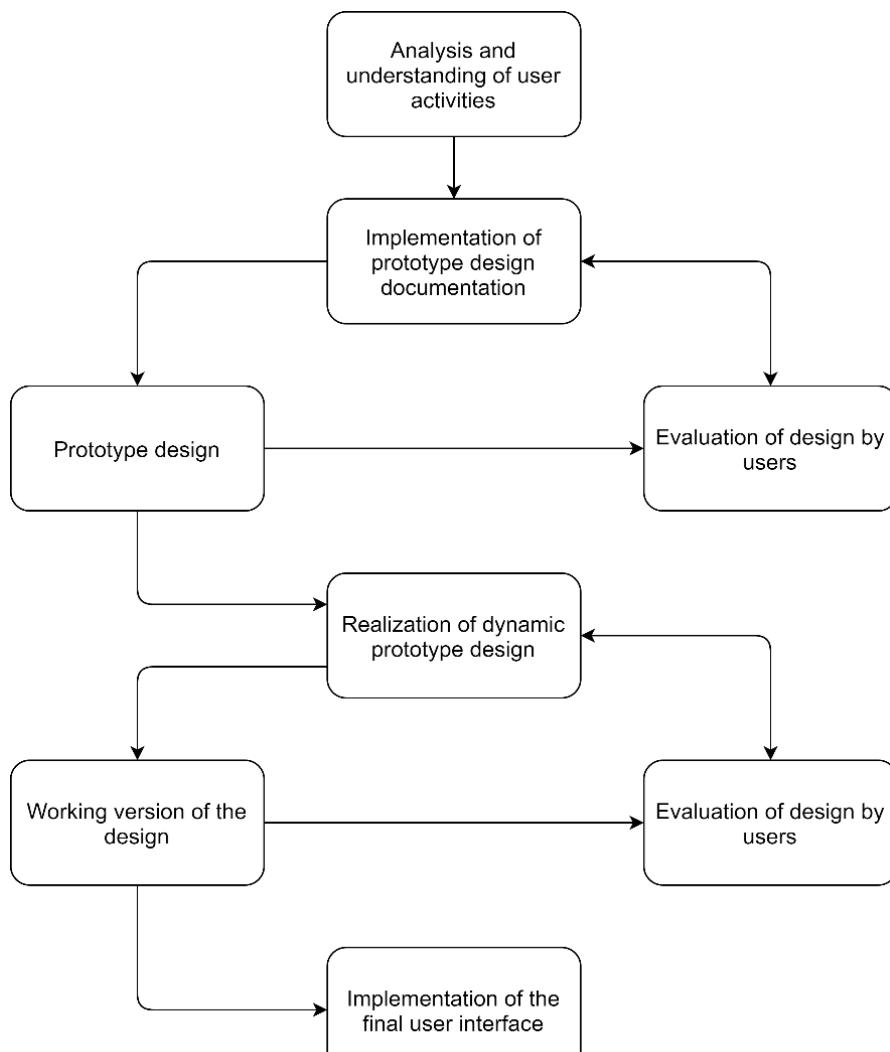 Analysis and
understanding of user
activities
Implementation of
prototype design
documentation
Prototype design
Evaluation of design by
users
Realization of dynamic
prototype design
Working version of the
design
Evaluation of design by
users
Implementation of the
final user interface